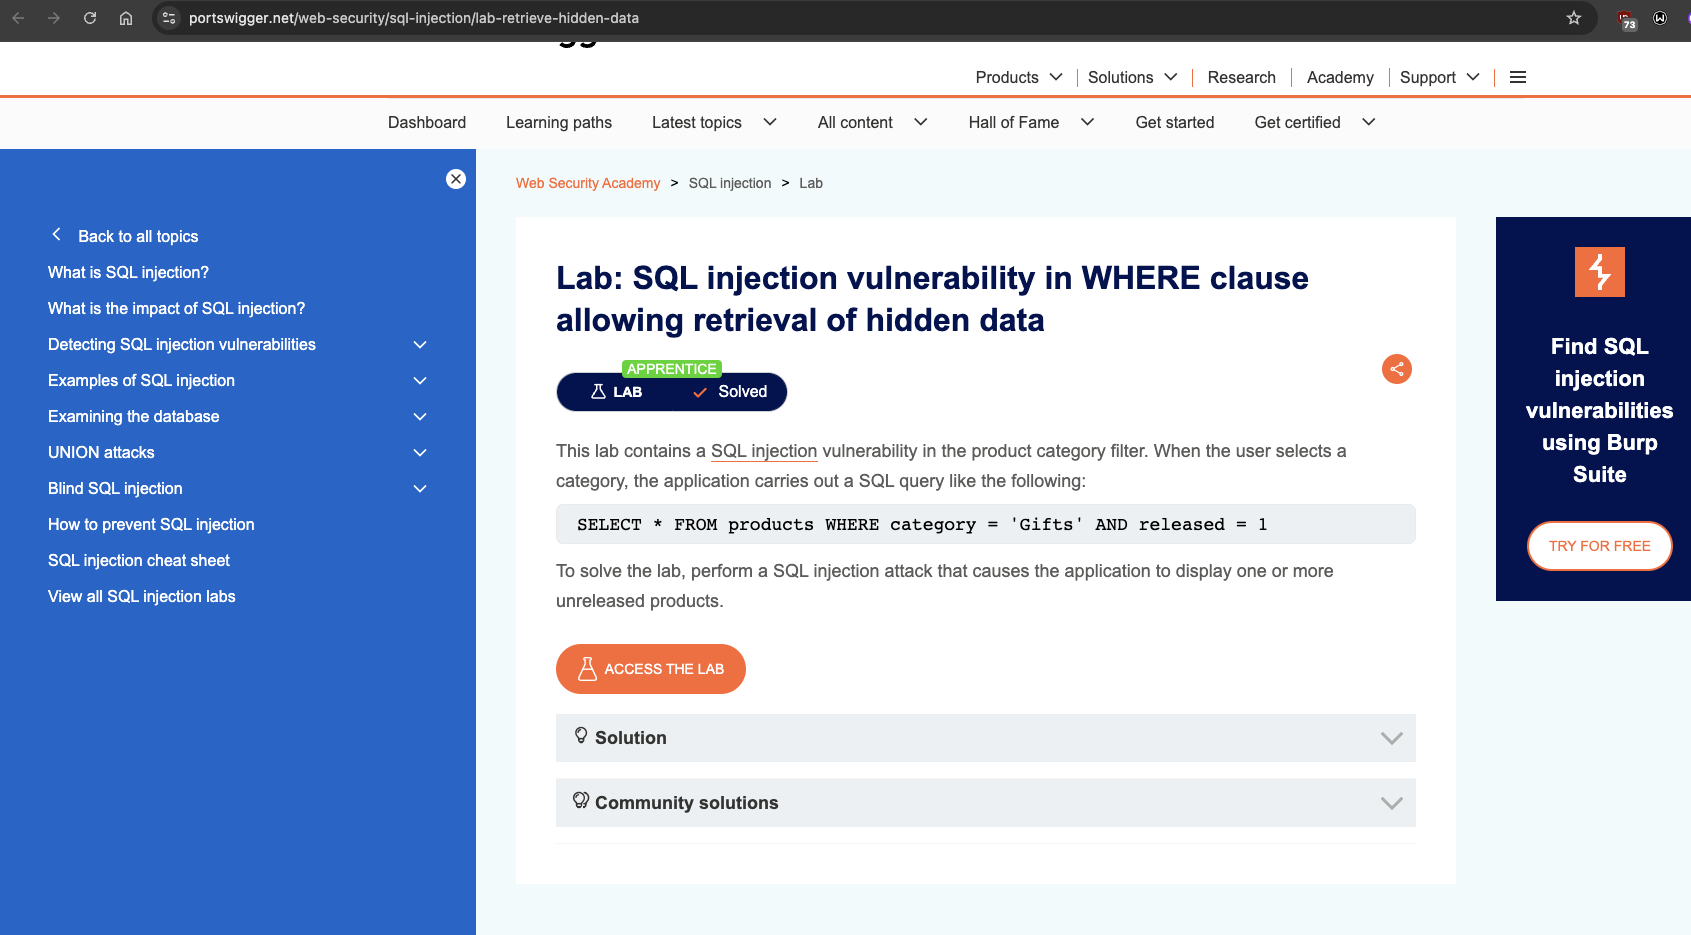 portswigger.net/web-security/sql-injection/lab-retrieve-hidden-data
73
Products
Solutions
Research
Academy
Support
Dashboard
Learning paths
Latest topics
All content
Hall of Fame
Get started
Get certified
Back to all topics
What is SQL injection?
What is the impact of SQL injection?
Detecting SQL injection vulnerabilities
Examples of SQL injection
Examining the database
UNION attacks
Blind SQL injection
How to prevent SQL injection
SQL injection cheat sheet
View all SQL injection labs
Web Security Academy > SQL injection > Lab
Lab: SQL injection vulnerability in WHERE clause
allowing retrieval of hidden data
APPRENTICE
LAB
Solved
This lab contains a SQL injection vulnerability in the product category filter. When the user selects a
category, the application carries out a SQL query like the following:
SELECT * FROM products WHERE category = 'Gifts' AND released = 1
To solve the lab, perform a SQL injection attack that causes the application to display one or more
unreleased products.
ACCESS THE LAB
Solution
Community solutions
Find SQL
injection
vulnerabilities
using Burp
Suite
TRY FOR FREE